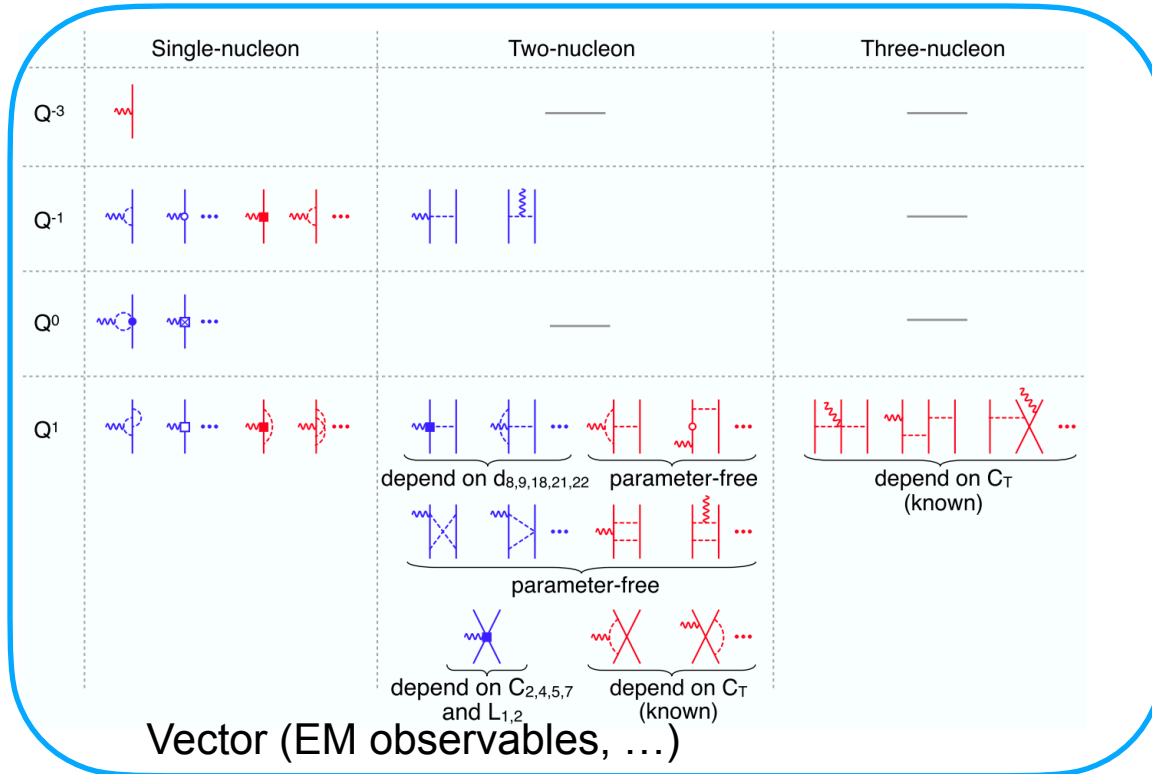 Single-nucleon Two-nucleon Three-nucleon
Q⁻³
Q⁻¹
Q⁰
Q¹
depend on d₈,₉,₁₈,₂₁,₂₂ parameter-free depend on C_T
(known)
parameter-free
depend on C₂,₄,₅,₇ depend on C_T
and L₁,₂ (known)
Vector (EM observables, …)